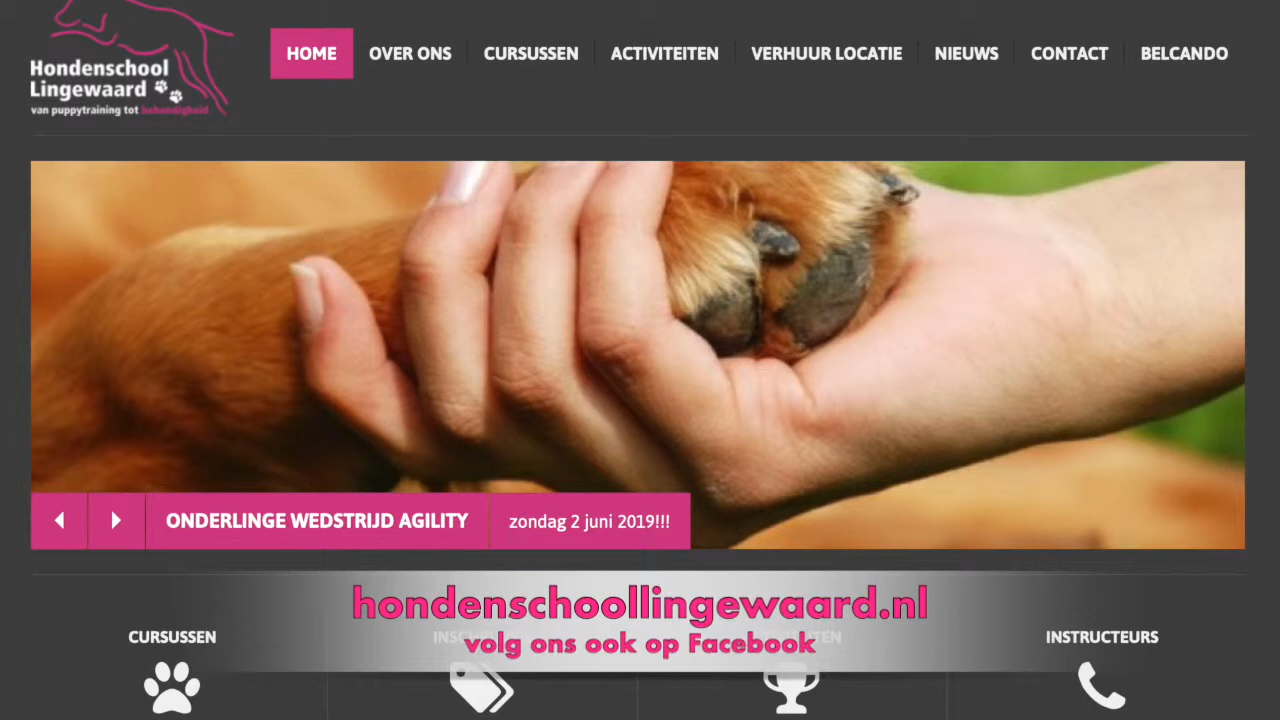 Hondenschool
Lingewaard
van puppytraining tot behendigheid
HOME OVER ONS CURSUSSEN ACTIVITEITEN VERHUUR LOCATIE NIEUWS CONTACT BELCANDO
ONDERLINGE WEDSTRIJD AGILITY zondag 2 juni 2019!!!
hondenschoollingewaard.nl
volg ons ook op Facebook
CURSUSSEN INSTRUCTEURS